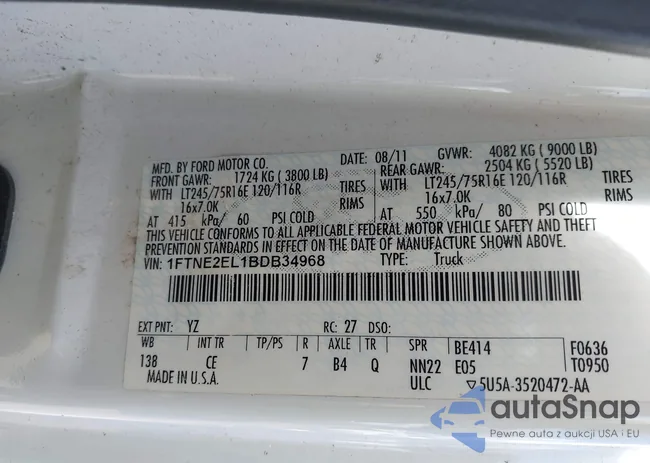 MFD. BY FORD MOTOR CO. DATE: 08/11 GVWR: 4082 KG ( 9000 LB)
FRONT GAWR: 1724 KG ( 3800 LB) REAR GAWR: 2504 KG ( 5520 LB)
WITH LT245/75R16E 120/116R TIRES WITH LT245/75R16E 120/116R TIRES
16x7.0K RIMS 16x7.0K RIMS
AT 415 kPa/ 60 PSI COLD AT 550 kPa/ 80 PSI COLD
THIS VEHICLE CONFORMS TO ALL APPLICABLE FEDERAL MOTOR VEHICLE SAFETY AND THEFT
PREVENTION STANDARDS IN EFFECT ON THE DATE OF MANUFACTURE SHOWN ABOVE.
VIN: 1FTNE2EL1BDB34968 TYPE: Truck
EXT PNT: YZ RC: 27 DSO:
WB INT TR TP/PS R AXLE TR SPR BE414 F0636
138 CE 7 B4 Q NN22 E05 T0950
MADE IN U.S.A. ULC ▽5U5A-3520472-AA
autaSnap
Pewne auta z aukcji USA i EU